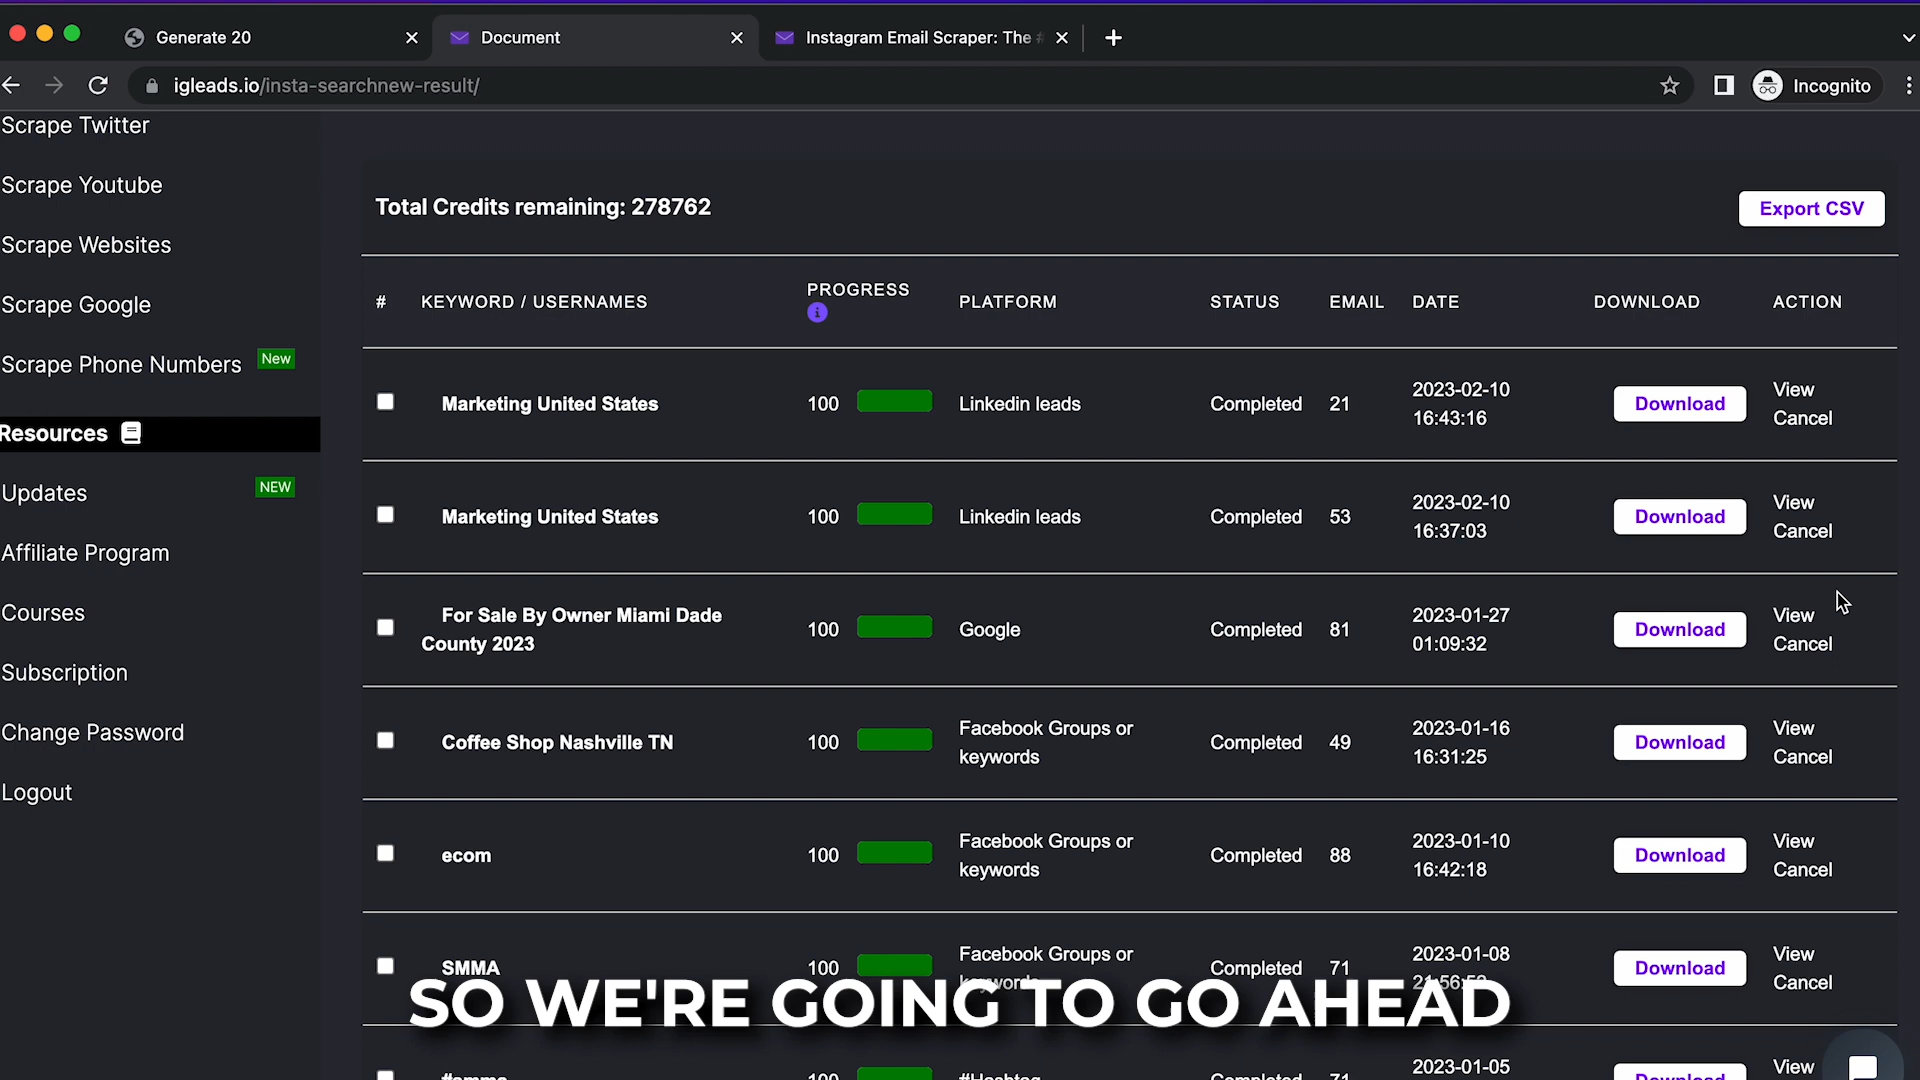 Generate 20
Document
Instagram Email Scraper: The #
igleads.io/insta-searchnew-result/
Incognito
Scrape Twitter
Scrape Youtube
Scrape Websites
Scrape Google
Scrape Phone Numbers New
Resources
Updates NEW
Affiliate Program
Courses
Subscription
Change Password
Logout
Total Credits remaining: 278762
Export CSV
# KEYWORD / USERNAMES PROGRESS PLATFORM STATUS EMAIL DATE DOWNLOAD ACTION
Marketing United States 100 Linkedin leads Completed 21 2023-02-10 Download View
16:43:16 Cancel
Marketing United States 100 Linkedin leads Completed 53 2023-02-10 Download View
16:37:03 Cancel
For Sale By Owner Miami Dade 100 Google Completed 81 2023-01-27 Download View
County 2023 01:09:32 Cancel
Coffee Shop Nashville TN 100 Facebook Groups or Completed 49 2023-01-16 Download View
keywords 16:31:25 Cancel
ecom 100 Facebook Groups or Completed 88 2023-01-10 Download View
keywords 16:42:18 Cancel
SMMA 100 Facebook Groups or Completed 71 2023-01-08 Download View
keywords Cancel
SO WE'RE GOING TO GO AHEAD
100 #Hashtag Completed 71 2023-01-05 Download View